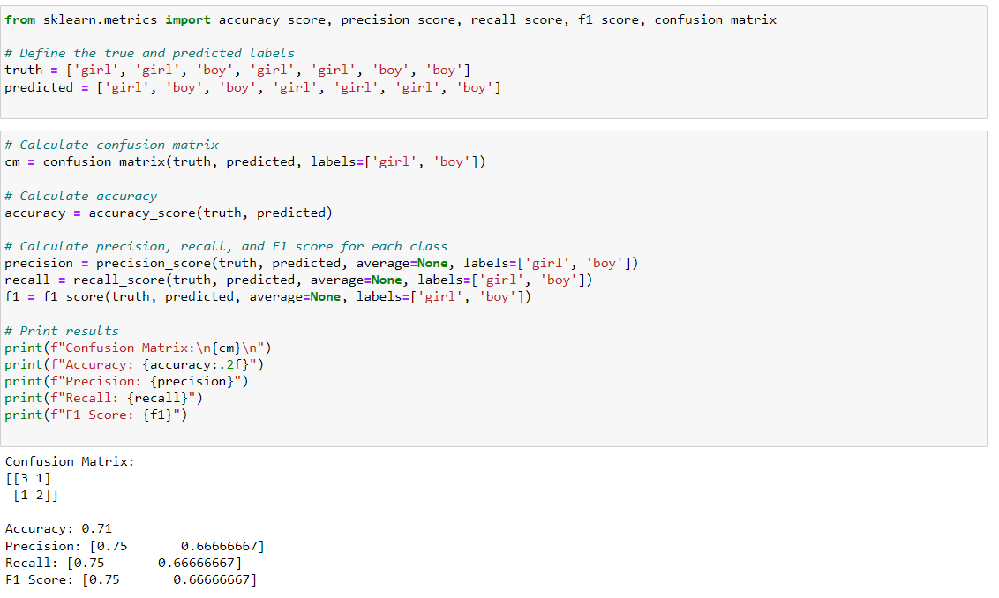 from sklearn.metrics import accuracy_score, precision_score, recall_score, f1_score, confusion_matrix
# Define the true and predicted labels
truth = ['girl', 'girl', 'boy', 'girl', 'girl', 'boy', 'boy']
predicted = ['girl', 'boy', 'boy', 'girl', 'girl', 'girl', 'boy']
# Calculate confusion matrix
cm = confusion_matrix(truth, predicted, labels=['girl', 'boy'])
# Calculate accuracy
accuracy = accuracy_score(truth, predicted)
# Calculate precision, recall, and F1 score for each class
precision = precision_score(truth, predicted, average=None, labels=['girl', 'boy'])
recall = recall_score(truth, predicted, average=None, labels=['girl', 'boy'])
f1 = f1_score(truth, predicted, average=None, labels=['girl', 'boy'])
# Print results
print(f"Confusion Matrix:\n{cm}\n")
print(f"Accuracy: {accuracy:.2f}")
print(f"Precision: {precision}")
print(f"Recall: {recall}")
print(f"F1 Score: {f1}")
Confusion Matrix:
[[3 1]
 [1 2]]
Accuracy: 0.71
Precision: [0.75       0.66666667]
Recall: [0.75       0.66666667]
F1 Score: [0.75       0.66666667]